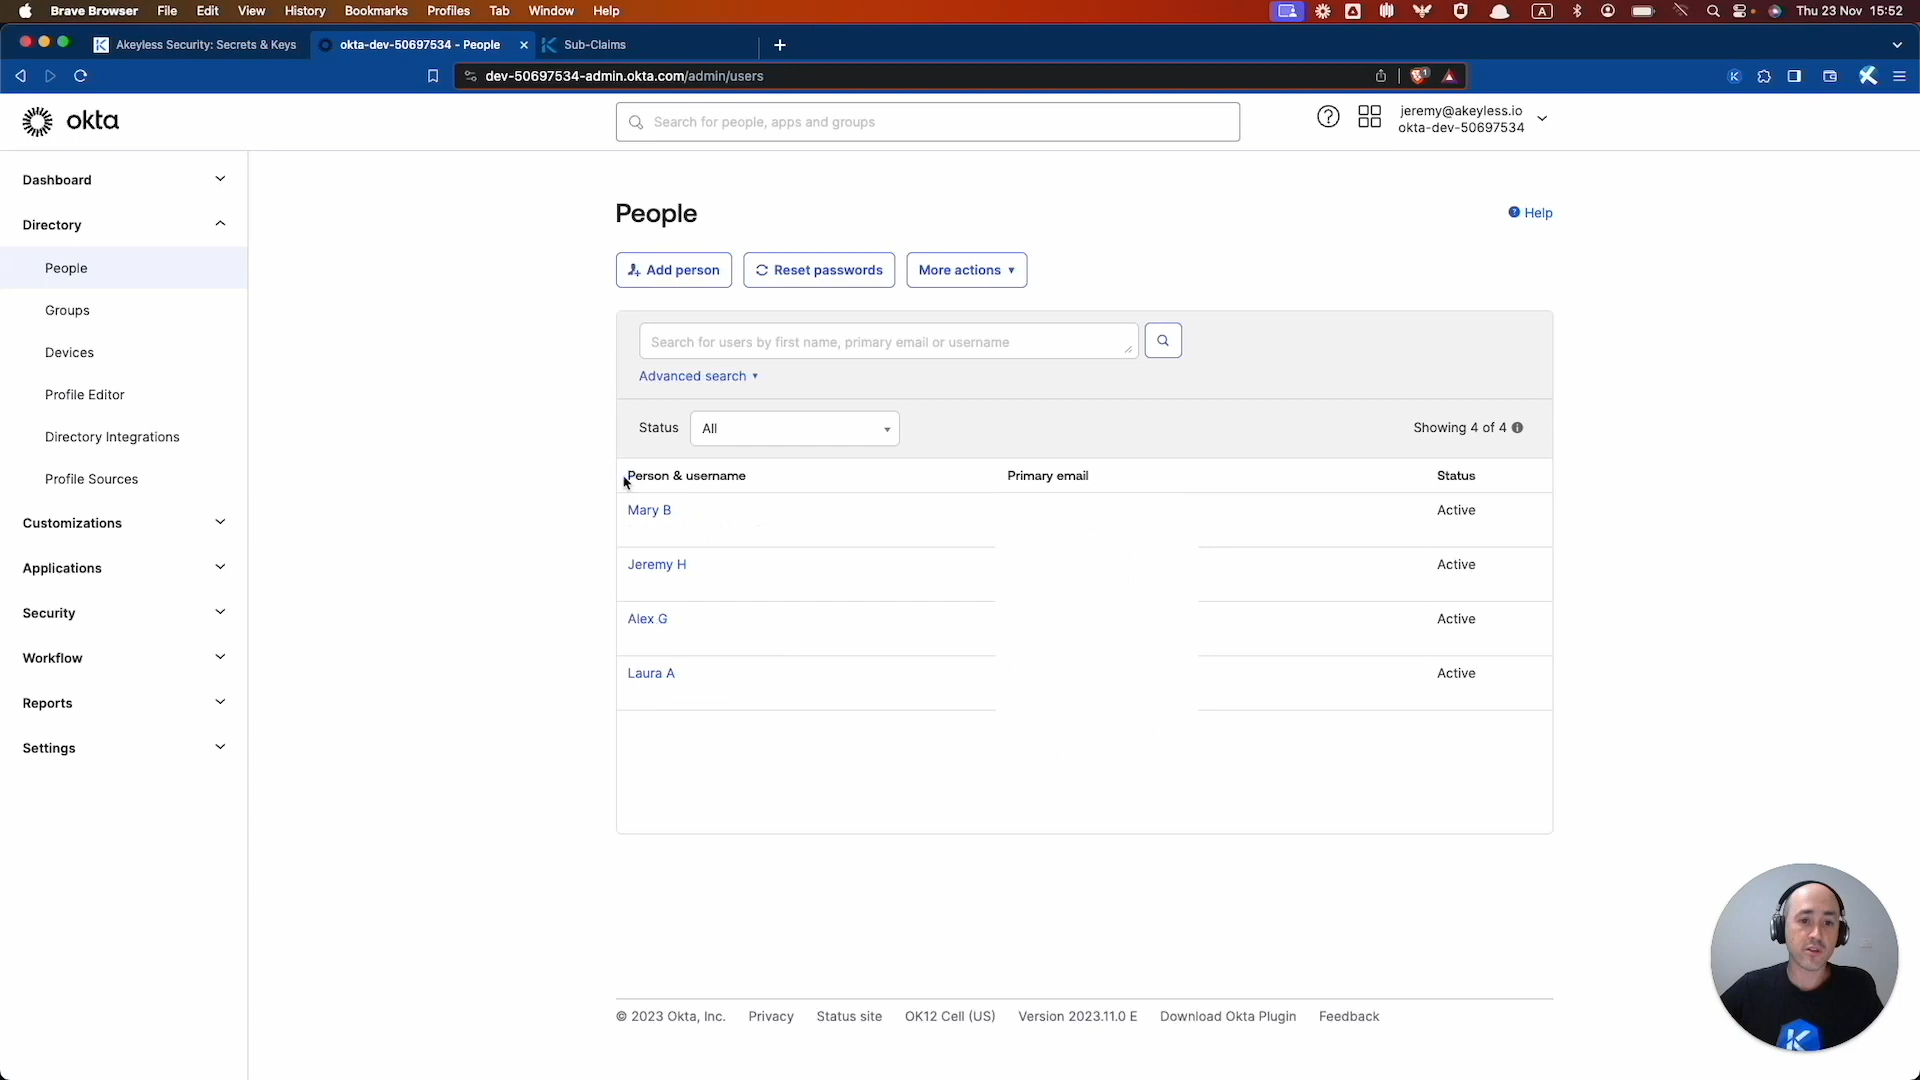 Brave Browser File Edit View History Bookmarks Profiles Tab Window Help A Thu 23 Nov 15:52
Akeyless Security: Secrets & Keys okta-dev-50697534 - People Sub-Claims
dev-50697534-admin.okta.com/admin/users 1
okta
Search for people, apps and groups
jeremy@akeyless.io
okta-dev-50697534
Dashboard
Directory
People
Groups
Devices
Profile Editor
Directory Integrations
Profile Sources
Customizations
Applications
Security
Workflow
Reports
Settings
People
Help
Add person Reset passwords More actions
Search for users by first name, primary email or username
Advanced search
Status All Showing 4 of 4
Person & username Primary email Status
Mary B Active
Jeremy H Active
Alex G Active
Laura A Active
© 2023 Okta, Inc. Privacy Status site OK12 Cell (US) Version 2023.11.0 E Download Okta Plugin Feedback